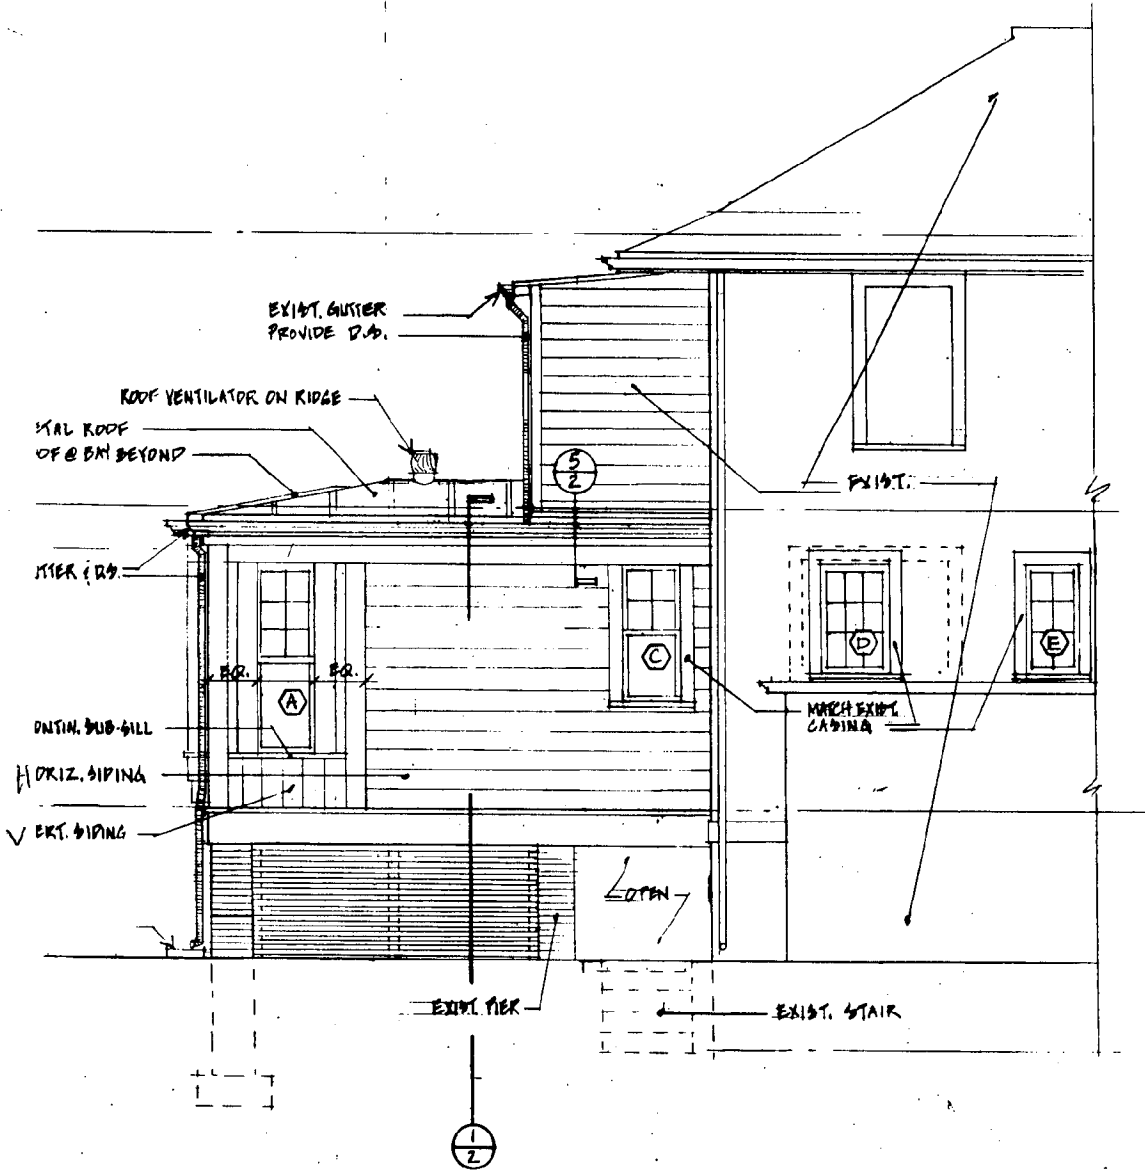 EXIST. GUTTER
PROVIDE D.S.
ROOF VENTILATOR ON RIDGE
TAL ROOF
OF @ BAY BEYOND
5
2
EXIST.
TTER & D.S.
D
E
C
EQ.
EQ.
A
MATCH EXIST.
CASING
ONTIN. SUB-SILL
HORIZ. SIDING
VERT. SIDING
OPEN
EXIST. PIER
EXIST. STAIR
1
2